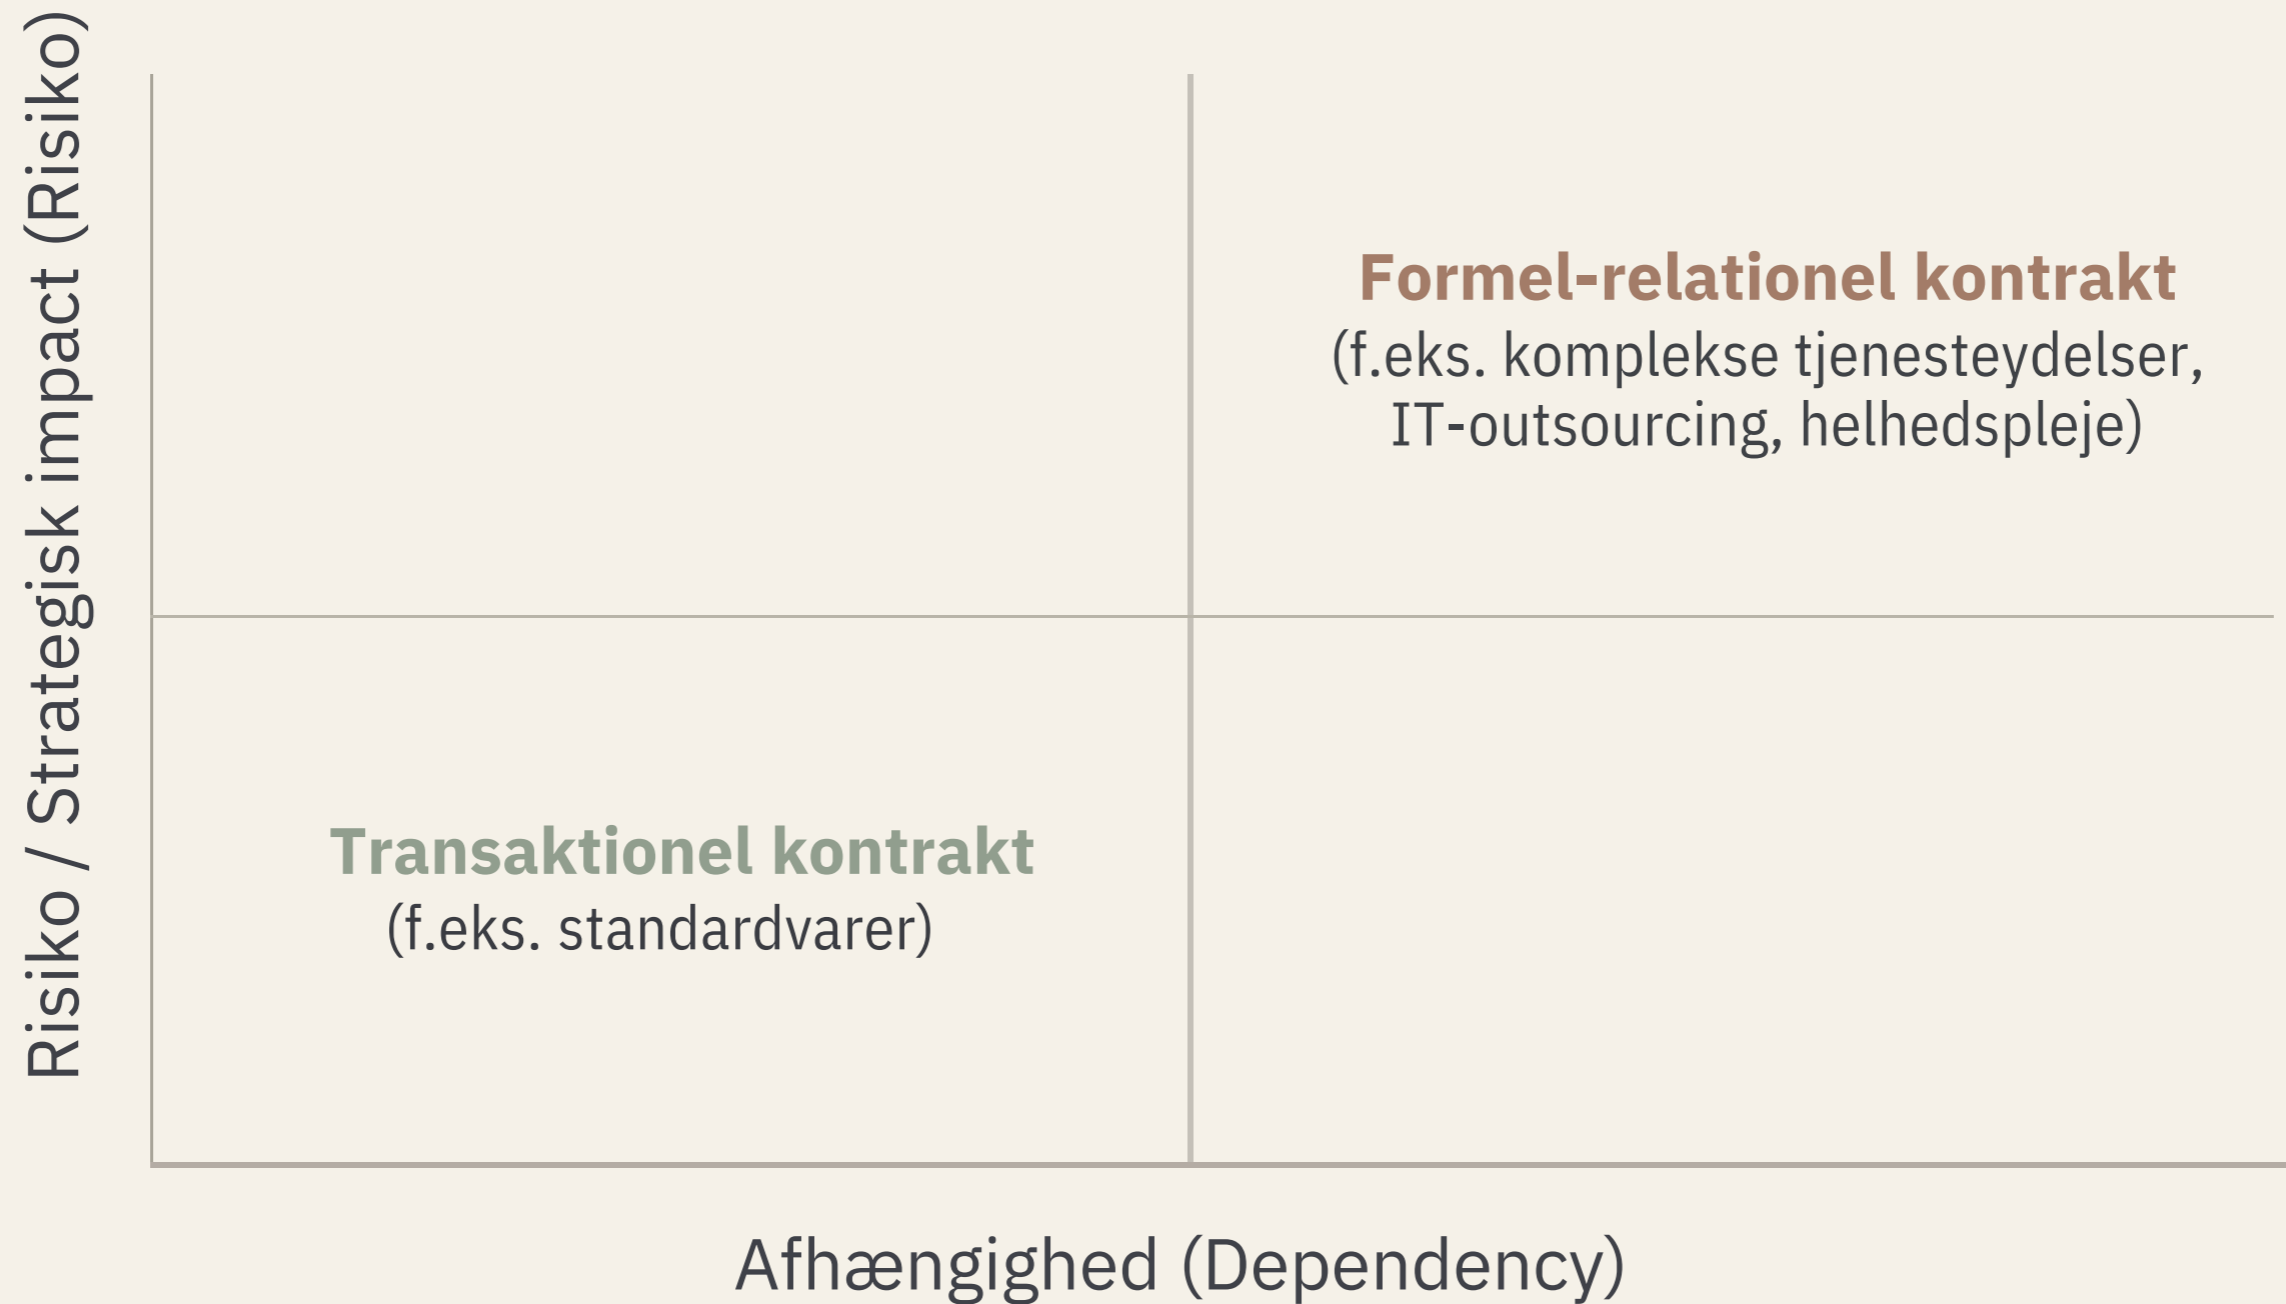 Risiko / Strategisk impact (Risiko)
Formel-relationel kontrakt
(f.eks. komplekse tjenesteydelser,
IT-outsourcing, helhedspleje)
Transaktionel kontrakt
(f.eks. standardvarer)
Afhængighed (Dependency)